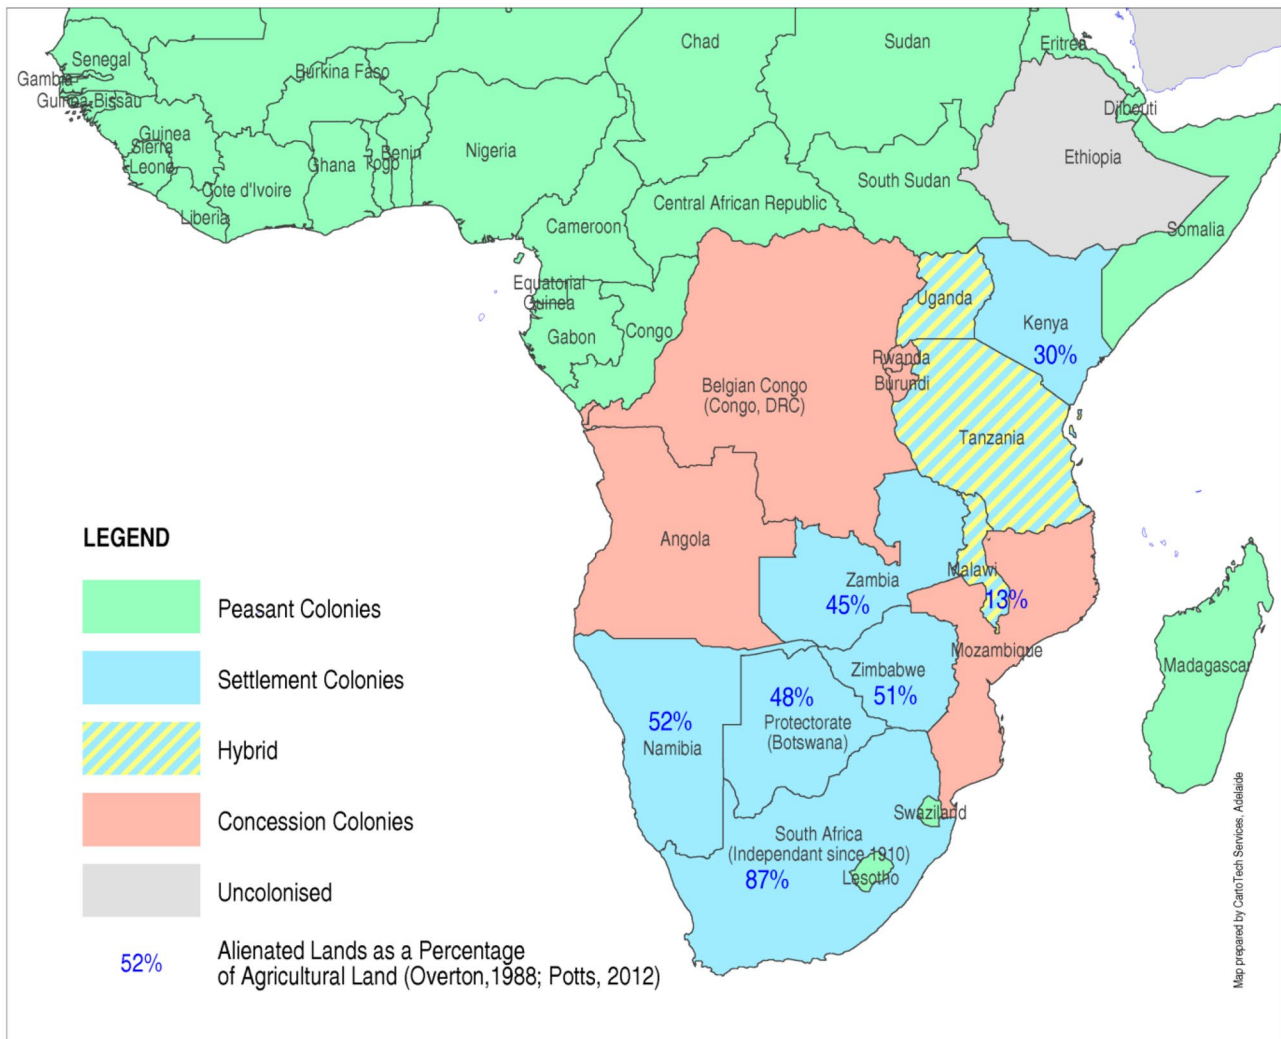 Chad
Sudan
Eritrea
Senegal
Burkina Faso
Gambia
Guinea-Bissau
Djibouti
Guinea
Sierra
Leone
Ghana
Togo
Benin
Nigeria
Ethiopia
Cote d'Ivoire
South Sudan
Central African Republic
Liberia
Cameroon
Somalia
Equatorial
Guinea
Uganda
Gabon
Congo
Kenya
30%
Rwanda
Burundi
Belgian Congo
(Congo, DRC)
Tanzania
Angola
Zambia
45%
Malawi
13%
Mozambique
Madagascar
Zimbabwe
51%
48%
Protectorate
(Botswana)
52%
Namibia
Swaziland
South Africa
(Independant since 1910)
87%
Lesotho
LEGEND
Peasant Colonies
Settlement Colonies
Hybrid
Concession Colonies
Uncolonised
52%
Alienated Lands as a Percentage
of Agricultural Land (Overton,1988; Potts, 2012)
Map prepared by CartoTech Services, Adelaide